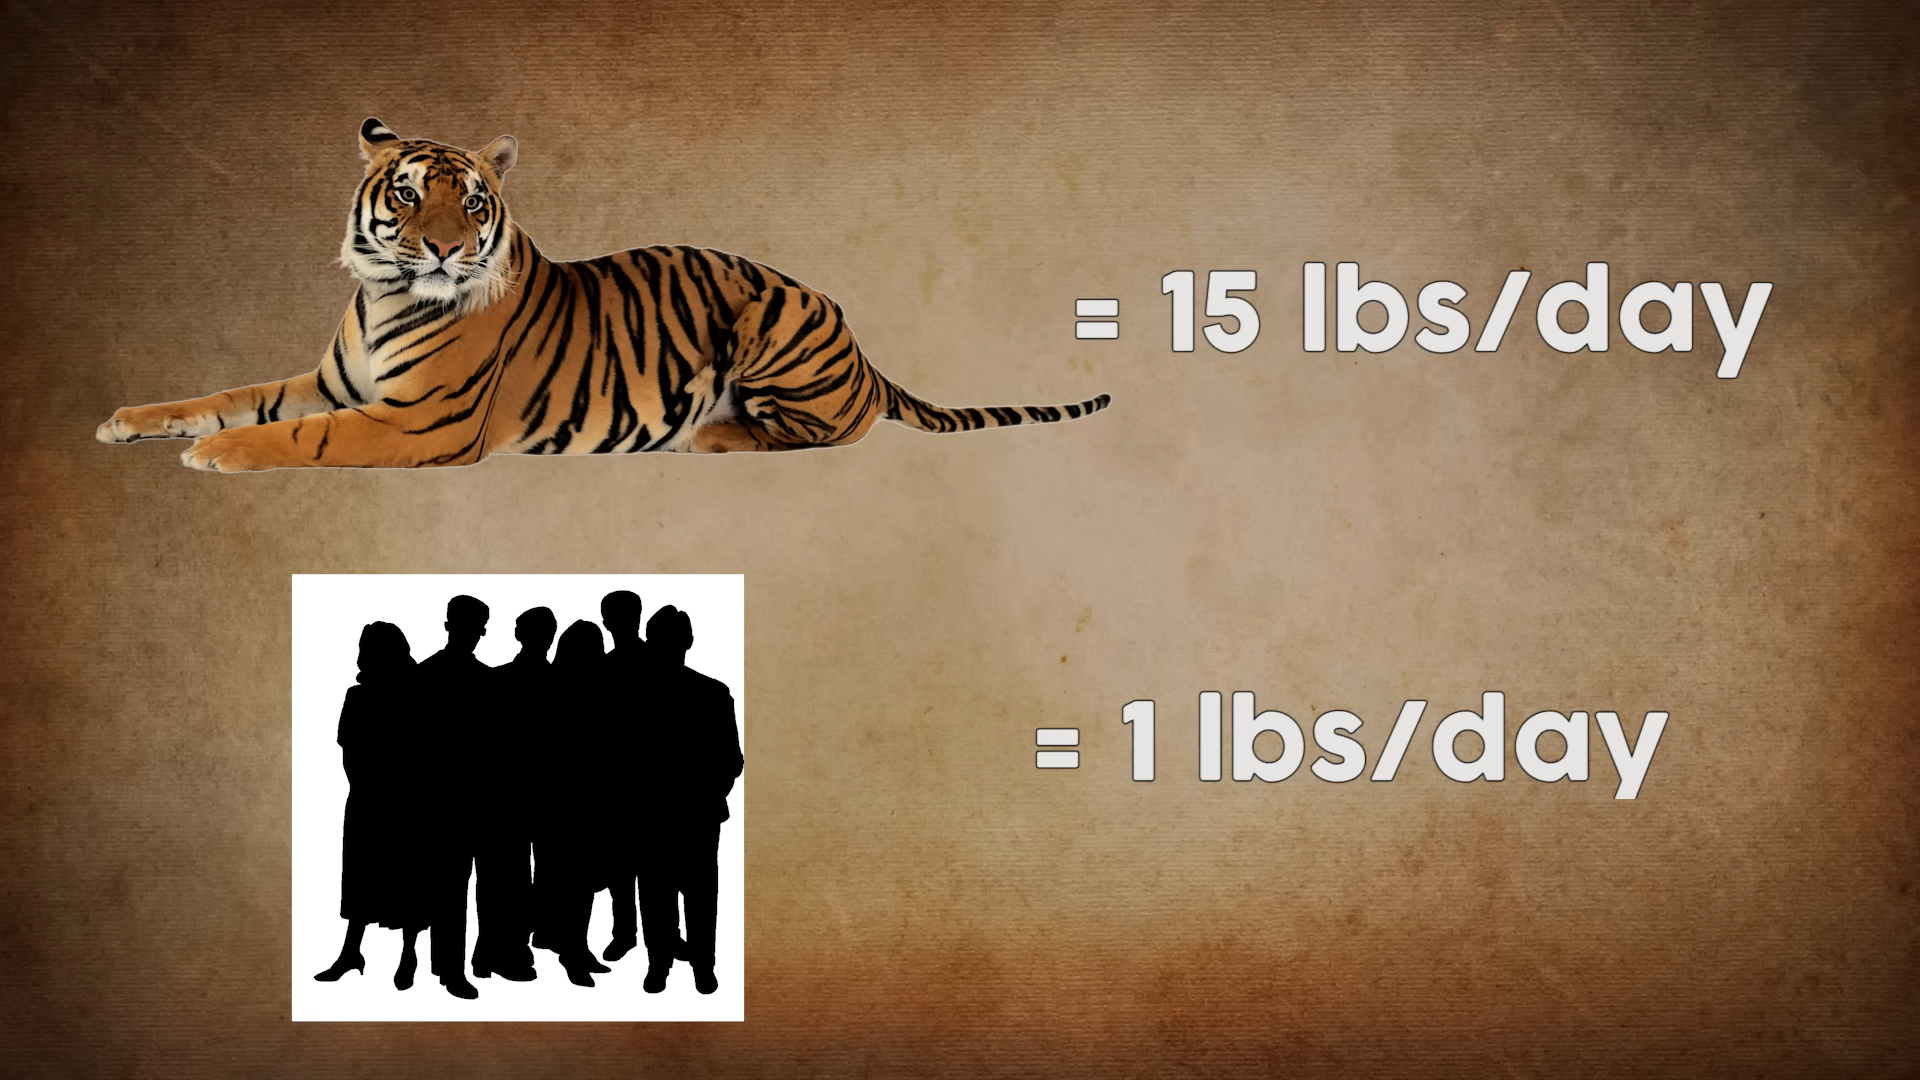 = 15 lbs/day
= 1 lbs/day